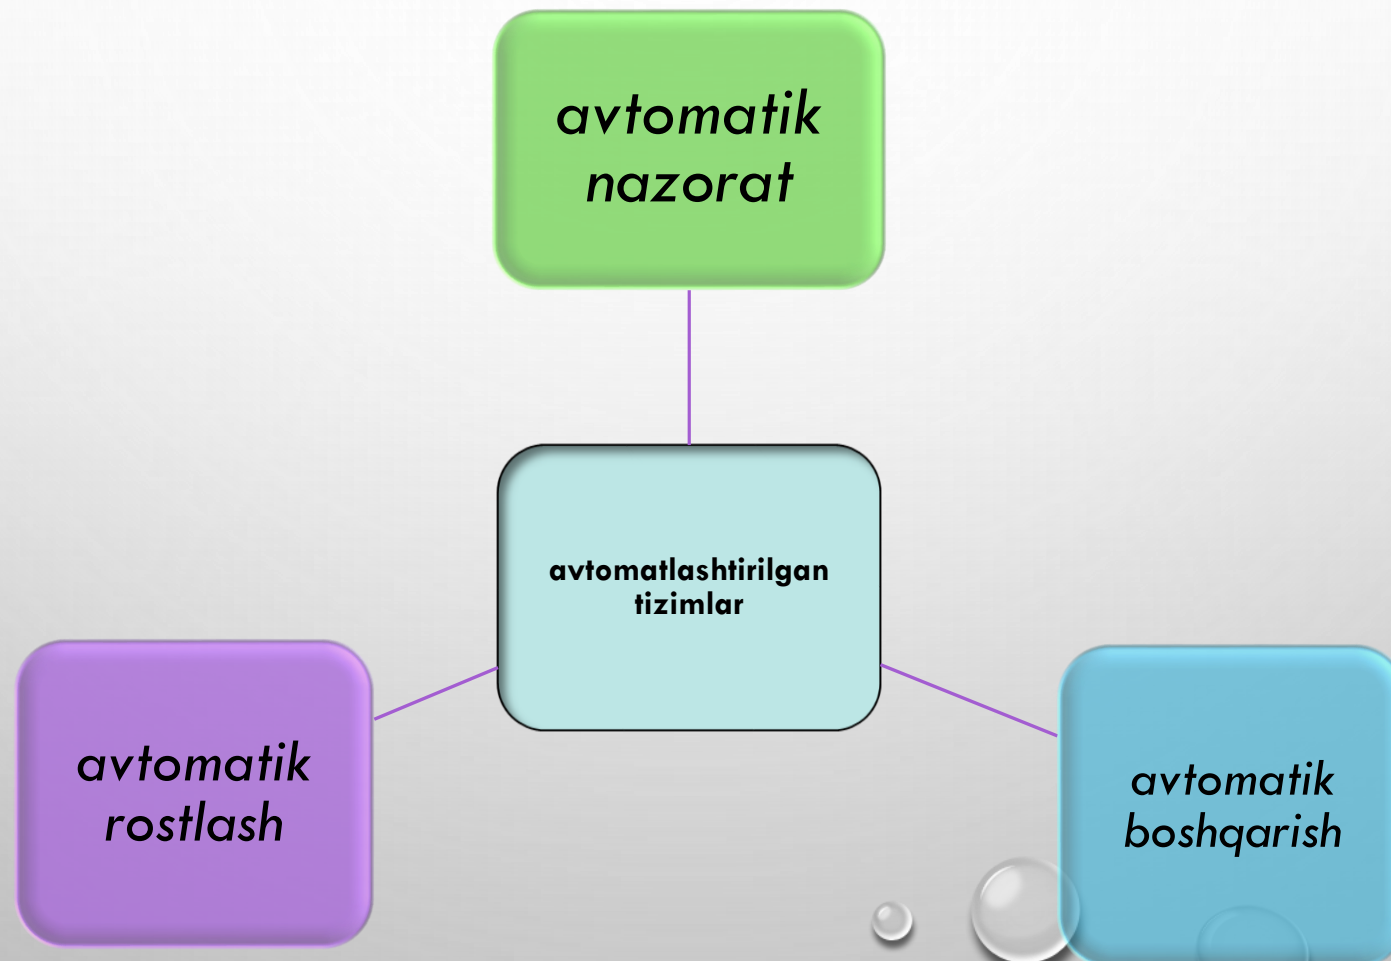 avtomatik
nazorat
avtomatlashtirilgan
tizimlar
avtomatik
rostlash
avtomatik
boshqarish